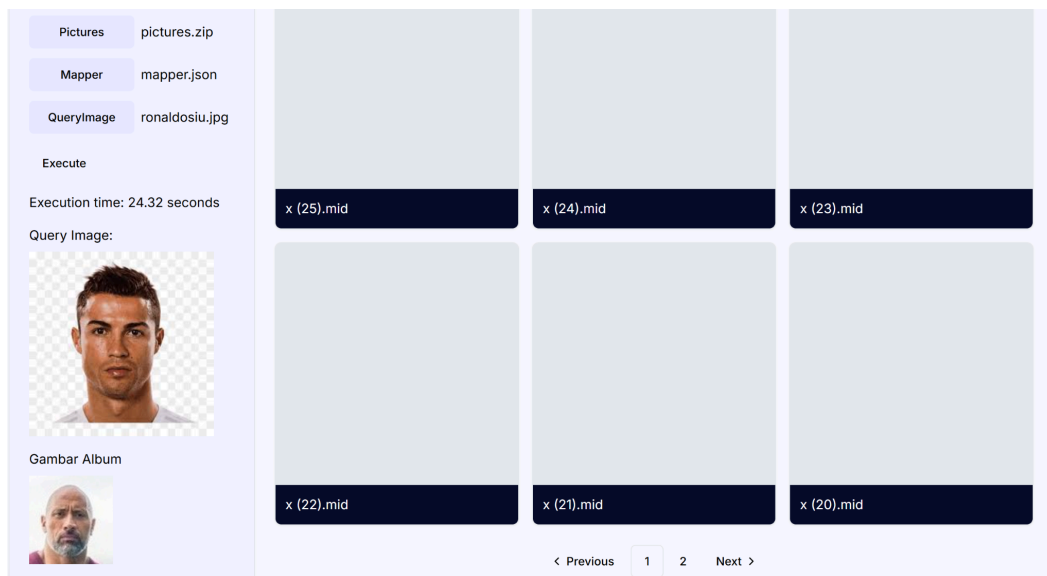 Pictures pictures.zip
Mapper mapper.json
QueryImage ronaldosiu.jpg
Execute
Execution time: 24.32 seconds
Query Image:
Gambar Album
x (25).mid
x (24).mid
x (23).mid
x (22).mid
x (21).mid
x (20).mid
Previous 1 2 Next